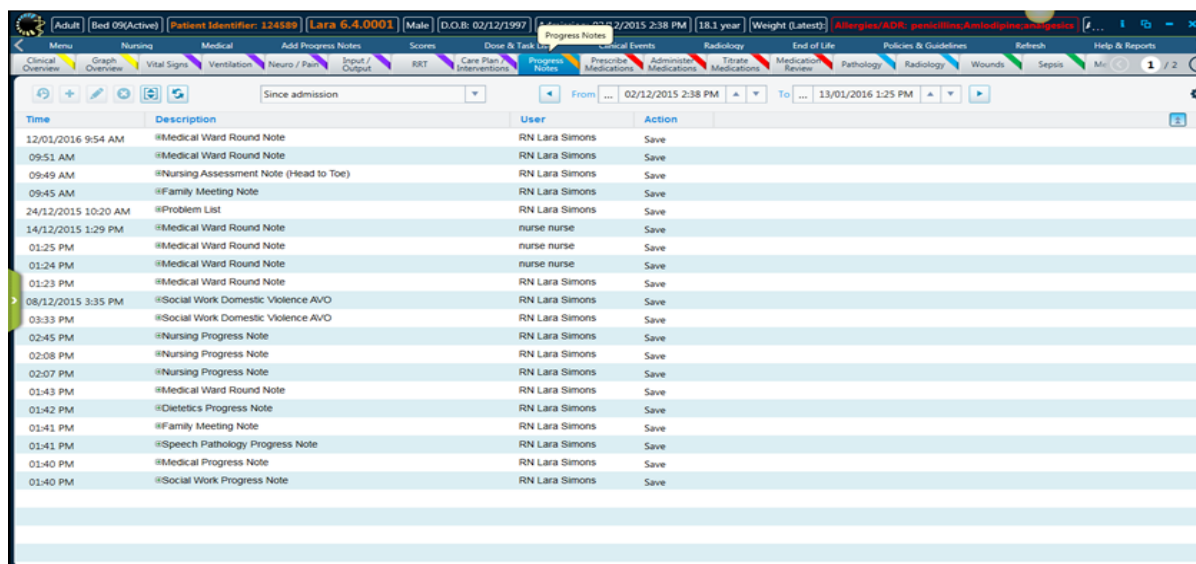 Adult Bed 09(Active) Patient Identifier: 124589 Lara 6.4.0001 Male D.O.B: 02/12/1997 2/2015 2:38 PM 18.1 year Weight (Latest): Allergies/ADR: penicillins;Amlodipine;analgesics
Progress Notes
Menu Nursing Medical Add Progress Notes Scores Dose & Task Clinical Events Radiology End of Life Policies & Guidelines Refresh Help & Reports
Clinical Overview Graph Overview Vital Signs Ventilation Neuro / Pain Input / Output RRT Care Plan / Interventions Progress Notes Prescribe Medications Administer Medications Titrate Medications Medication Review Pathology Radiology Wounds Sepsis 1 / 2
Since admission From ... 02/12/2015 2:38 PM To ... 13/01/2016 1:25 PM
Time Description User Action
12/01/2016 9:54 AM Medical Ward Round Note RN Lara Simons Save
09:51 AM Medical Ward Round Note RN Lara Simons Save
09:49 AM Nursing Assessment Note (Head to Toe) RN Lara Simons Save
09:45 AM Family Meeting Note RN Lara Simons Save
24/12/2015 10:20 AM Problem List RN Lara Simons Save
14/12/2015 1:29 PM Medical Ward Round Note nurse nurse Save
01:25 PM Medical Ward Round Note nurse nurse Save
01:24 PM Medical Ward Round Note nurse nurse Save
01:23 PM Medical Ward Round Note RN Lara Simons Save
08/12/2015 3:35 PM Social Work Domestic Violence AVO RN Lara Simons Save
03:33 PM Social Work Domestic Violence AVO RN Lara Simons Save
02:45 PM Nursing Progress Note RN Lara Simons Save
02:08 PM Nursing Progress Note RN Lara Simons Save
02:07 PM Nursing Progress Note RN Lara Simons Save
01:43 PM Medical Ward Round Note RN Lara Simons Save
01:42 PM Dietetics Progress Note RN Lara Simons Save
01:41 PM Family Meeting Note RN Lara Simons Save
01:41 PM Speech Pathology Progress Note RN Lara Simons Save
01:40 PM Medical Progress Note RN Lara Simons Save
01:40 PM Social Work Progress Note RN Lara Simons Save